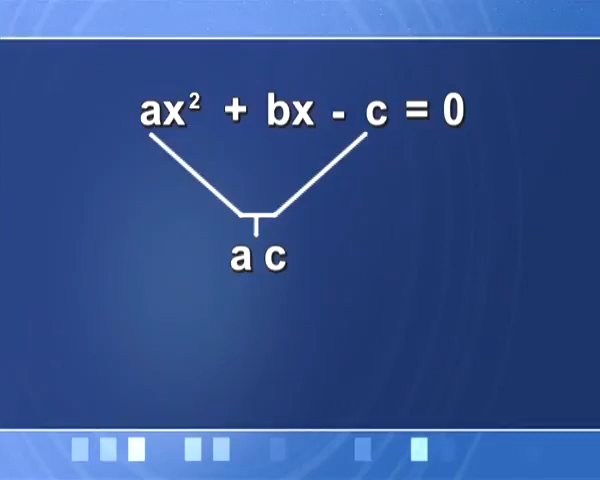 ax² + bx - c = 0
a c